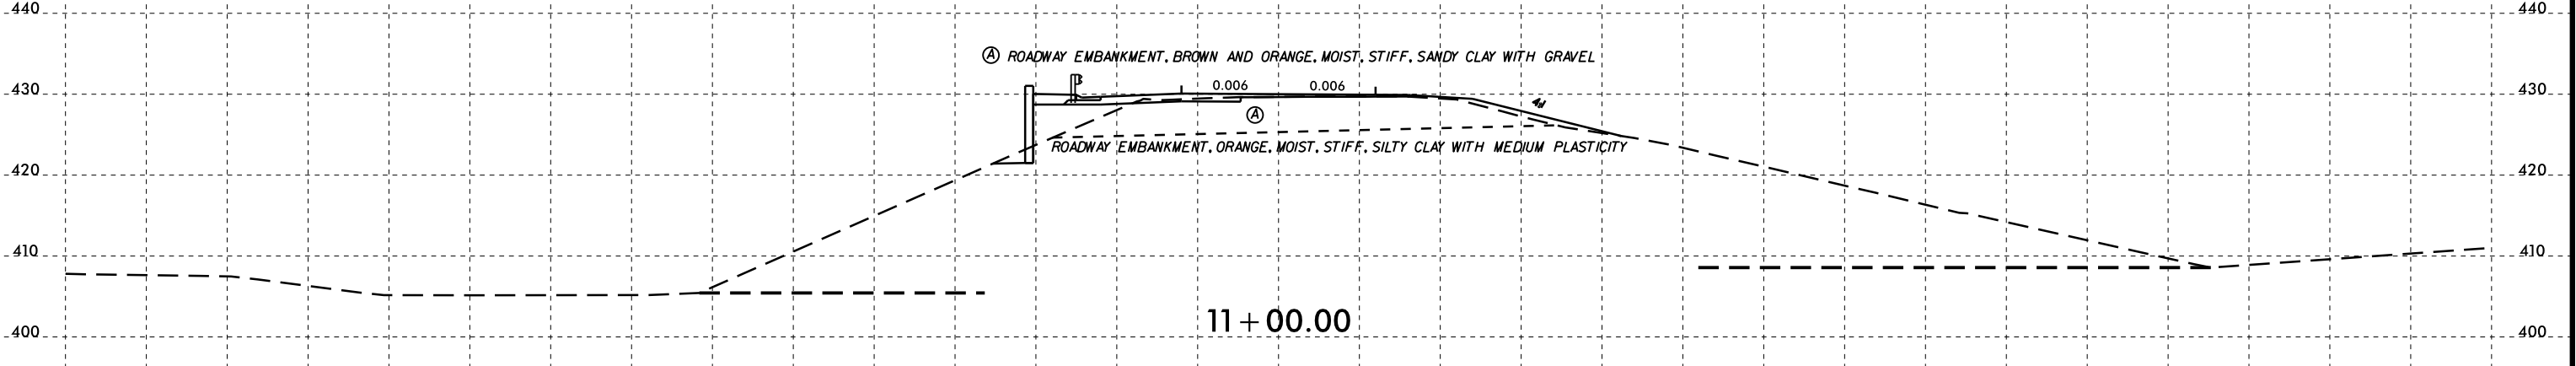 440 440
Ⓐ ROADWAY EMBANKMENT, BROWN AND ORANGE, MOIST, STIFF, SANDY CLAY WITH GRAVEL
430 0.006 0.006 430
Ⓐ
ROADWAY EMBANKMENT, ORANGE, MOIST, STIFF, SILTY CLAY WITH MEDIUM PLASTICITY
420 420
410 410
11+00.00
400 400